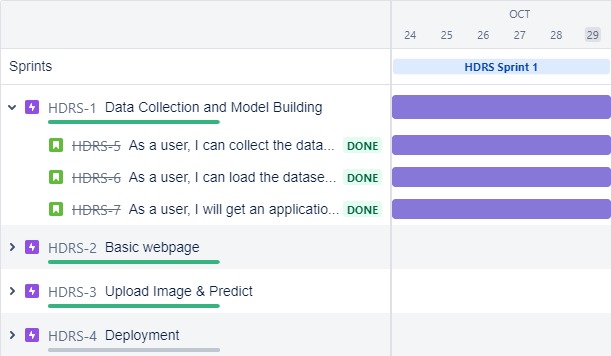 OCT
24 25 26 27 28 29
Sprints HDRS Sprint 1
HDRS-1 Data Collection and Model Building
HDRS-5 As a user, I can collect the data... DONE
HDRS-6 As a user, I can load the datase... DONE
HDRS-7 As a user, I will get an applicatio... DONE
HDRS-2 Basic webpage
HDRS-3 Upload Image & Predict
HDRS-4 Deployment